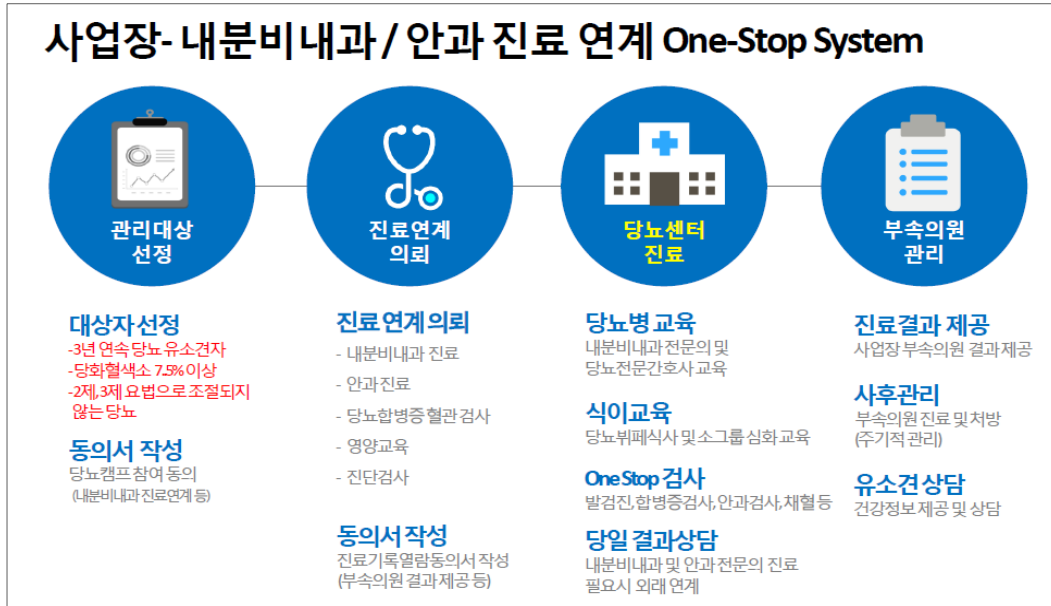 사업장- 내분비내과 / 안과 진료 연계 One-Stop System
관리대상
선정
진료연계
의뢰
당뇨센터
진료
부속의원
관리
대상자 선정
-3년 연속 당뇨 유소견자
-당화혈색소 7.5% 이상
-2제, 3제 요법으로 조절되지
않는 당뇨
동의서 작성
당뇨캠프 참여 동의
(내분비내과 진료연계 등)
진료 연계 의뢰
- 내분비내과 진료
- 안과 진료
- 당뇨합병증 혈관 검사
- 영양교육
- 진단검사
동의서 작성
진료기록열람동의서 작성
(부속의원 결과 제공 등)
당뇨병 교육
내분비내과 전문의 및
당뇨전문간호사 교육
식이교육
당뇨뷔페식사 및 소그룹 심화 교육
One Stop 검사
발검진, 합병증검사, 안과검사, 채혈 등
당일 결과상담
내분비내과 및 안과 전문의 진료
필요시 외래 연계
진료결과 제공
사업장 부속의원 결과 제공
사후관리
부속의원 진료 및 처방
(주기적 관리)
유소견 상담
건강정보 제공 및 상담